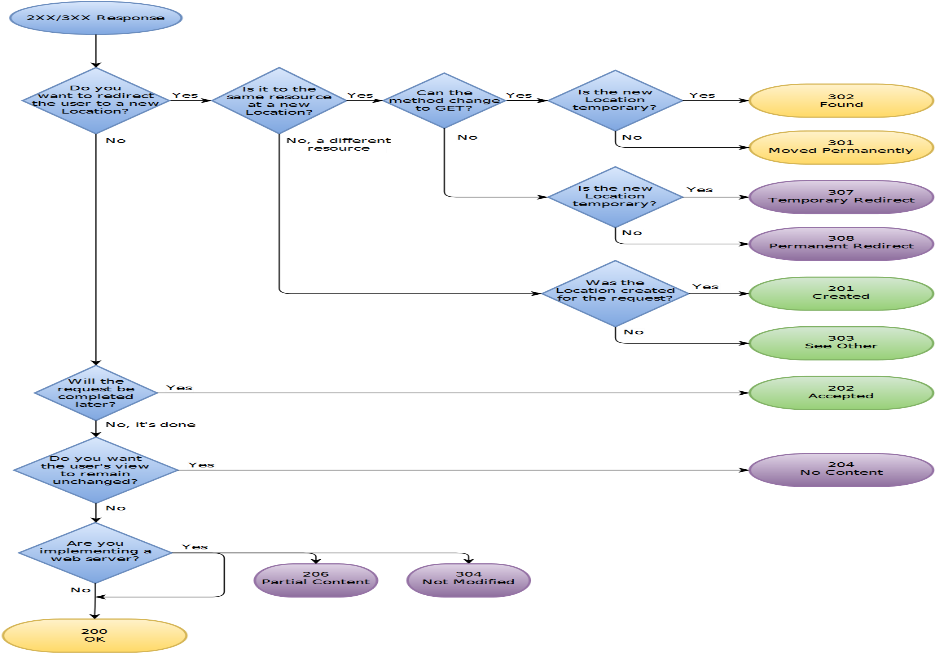 2XX/3XX Response
Do you
want to redirect
the user to a new
Location?
Yes
Is it to the
same resource
at a new
Location?
Yes
Can the
method change
to GET?
Yes
Is the new
Location
temporary?
Yes
302
Found
No
No, a different
resource
No
No
301
Moved Permanently
Is the new
Location
temporary?
Yes
307
Temporary Redirect
No
308
Permanent Redirect
Was the
Location created
for the request?
Yes
201
Created
No
303
See Other
Will the
request be
completed
later?
Yes
202
Accepted
No, it's done
Do you want
the user's view
to remain
unchanged?
Yes
204
No Content
No
Are you
implementing a
web server?
Yes
206
Partial Content
304
Not Modified
No
200
OK